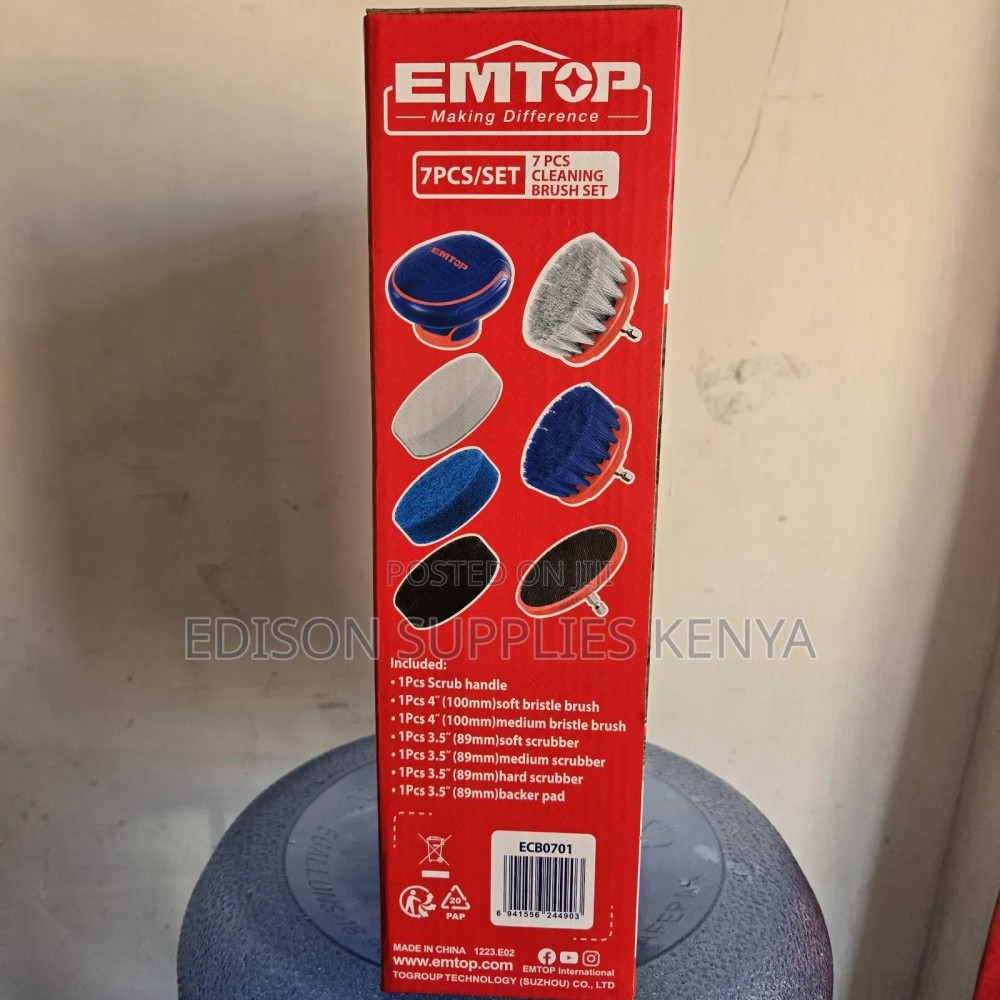 EMTOP
Making Difference
7PCS/SET
7 PCS
CLEANING
BRUSH SET
EMTOP
POSTED ON JIJI
EDISON SUPPLIES KENYA
Included:
• 1Pcs Scrub handle
• 1Pcs 4" (100mm)soft bristle brush
• 1Pcs 4" (100mm)medium bristle brush
• 1Pcs 3.5" (89mm)soft scrubber
• 1Pcs 3.5" (89mm)medium scrubber
• 1Pcs 3.5" (89mm)hard scrubber
• 1Pcs 3.5" (89mm)backer pad
ECB0701
6 941556 244903
20
PAP
MADE IN CHINA 1223.E02
www.emtop.com
EMTOP International
TOGROUP TECHNOLOGY (SUZHOU) CO., LTD